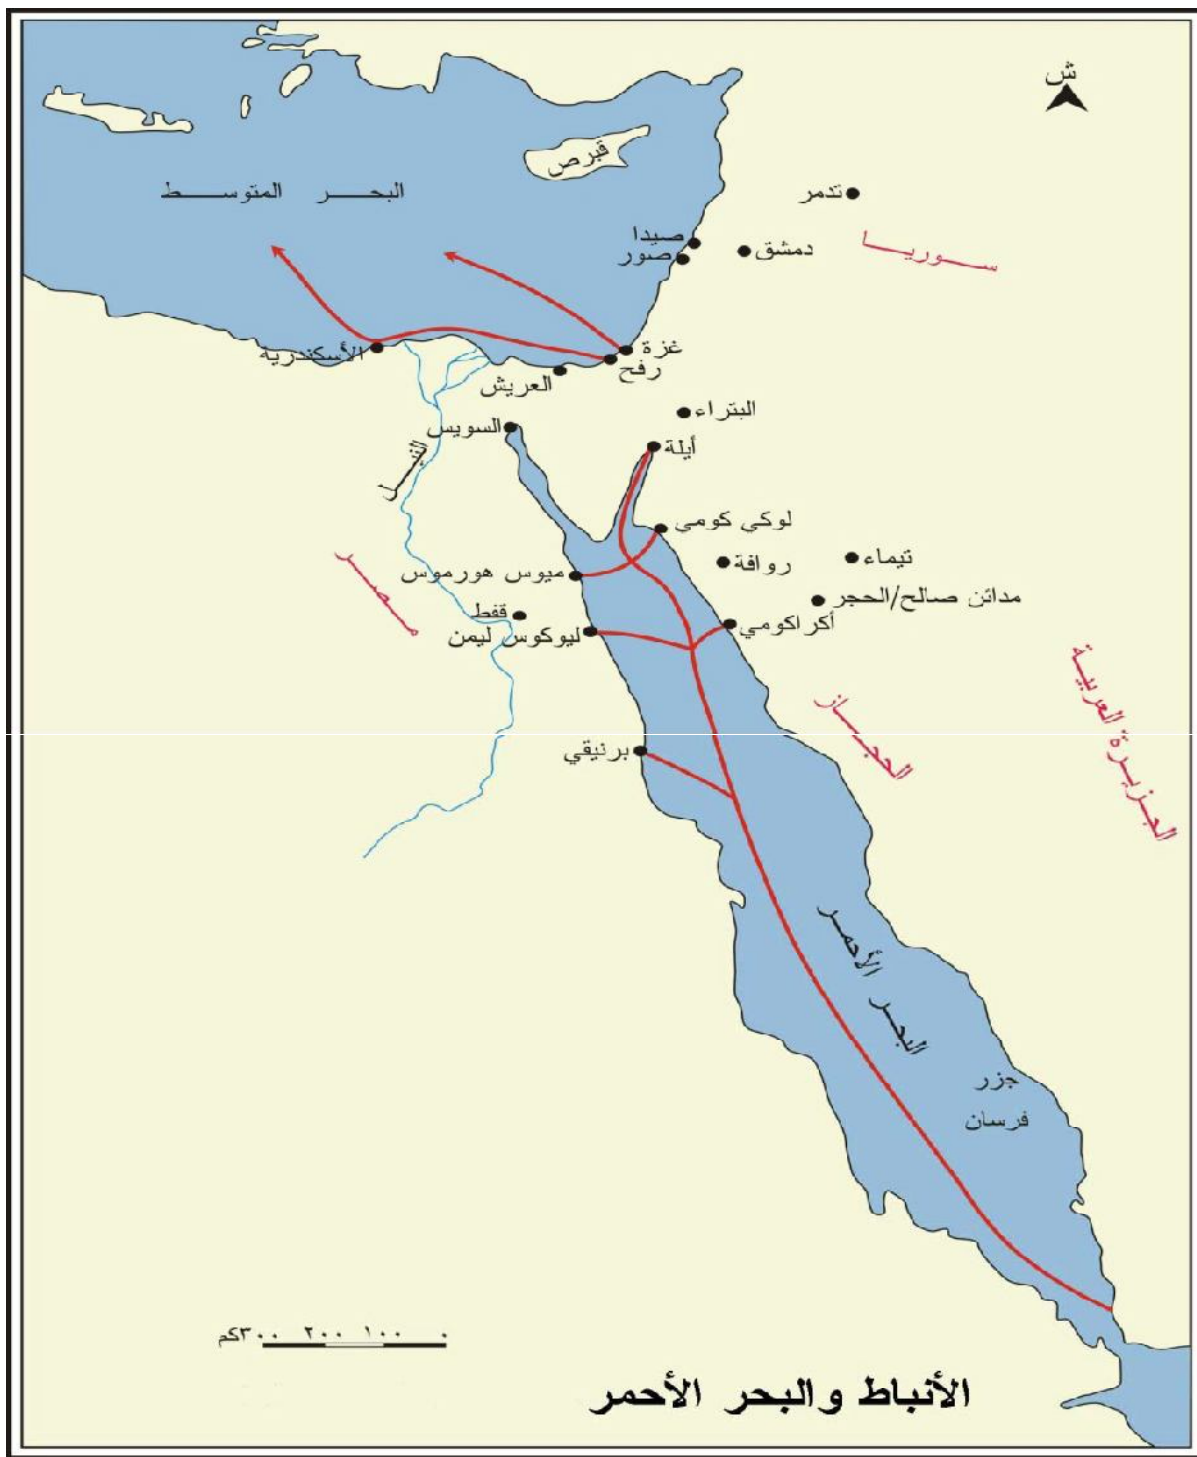 ش
قبرص
البحر المتوسط
تدمر
صيدا
دمشق
سوريا
صور
غزة
الأسكندرية
رفح
العريش
البتراء
السويس
أيلة
النيل
لوكي كومي
تيماء
روافة
ميوس هورموس
مصر
مدائن صالح/الحجر
قفط
أكراكومي
ليوكوس ليمن
الجزيرة العربية
الحجاز
برنيقي
البحر الأحمر
جزر
فرسان
٠ ١٠٠ ٢٠٠ ٣٠٠كم
الأنباط والبحر الأحمر